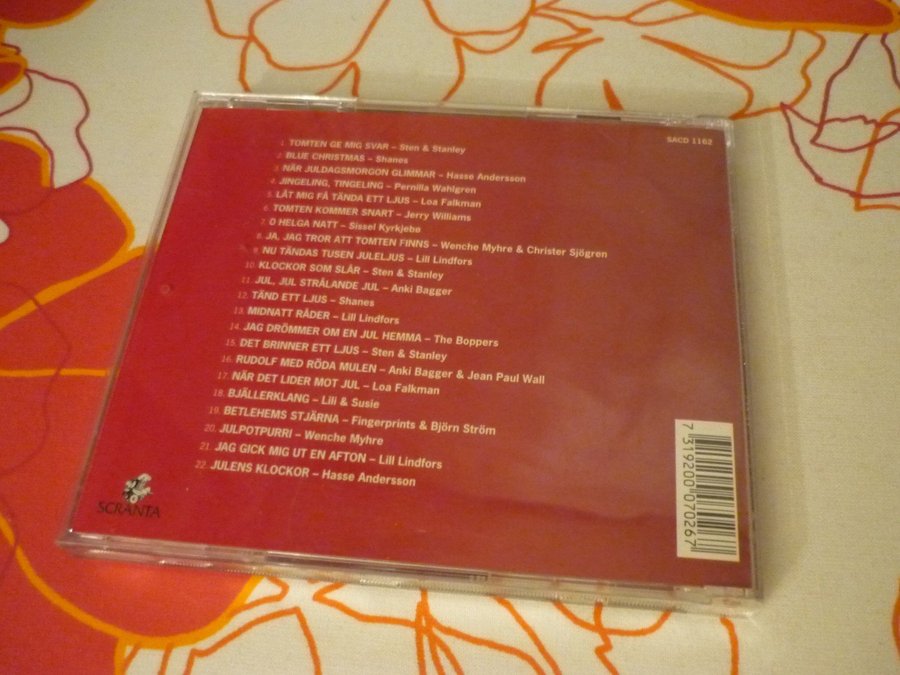 SACD 1162
1. TOMTEN GE MIG SVAR – Sten & Stanley
2. BLUE CHRISTMAS – Shanes
3. NÄR JULDAGSMORGON GLIMMAR – Hasse Andersson
4. JINGELING, TINGELING – Pernilla Wahlgren
5. LÅT MIG FÅ TÄNDA ETT LJUS – Loa Falkman
6. TOMTEN KOMMER SNART – Jerry Williams
7. O HELGA NATT – Sissel Kyrkjebø
8. JA, JAG TROR ATT TOMTEN FINNS – Wenche Myhre & Christer Sjögren
9. NU TÄNDAS TUSEN JULELJUS – Lill Lindfors
10. KLOCKOR SOM SLÅR – Sten & Stanley
11. JUL, JUL STRÅLANDE JUL – Anki Bagger
12. TÄND ETT LJUS – Shanes
13. MIDNATT RÅDER – Lill Lindfors
14. JAG DRÖMMER OM EN JUL HEMMA – The Boppers
15. DET BRINNER ETT LJUS – Sten & Stanley
16. RUDOLF MED RÖDA MULEN – Anki Bagger & Jean Paul Wall
17. NÄR DET LIDER MOT JUL – Loa Falkman
18. BJÄLLERKLANG – Lili & Susie
19. BETLEHEMS STJÄRNA – Fingerprints & Björn Ström
20. JULPOTPURRI – Wenche Myhre
21. JAG GICK MIG UT EN AFTON – Lill Lindfors
22. JULENS KLOCKOR – Hasse Andersson
SCRANTA
7 319200 070267